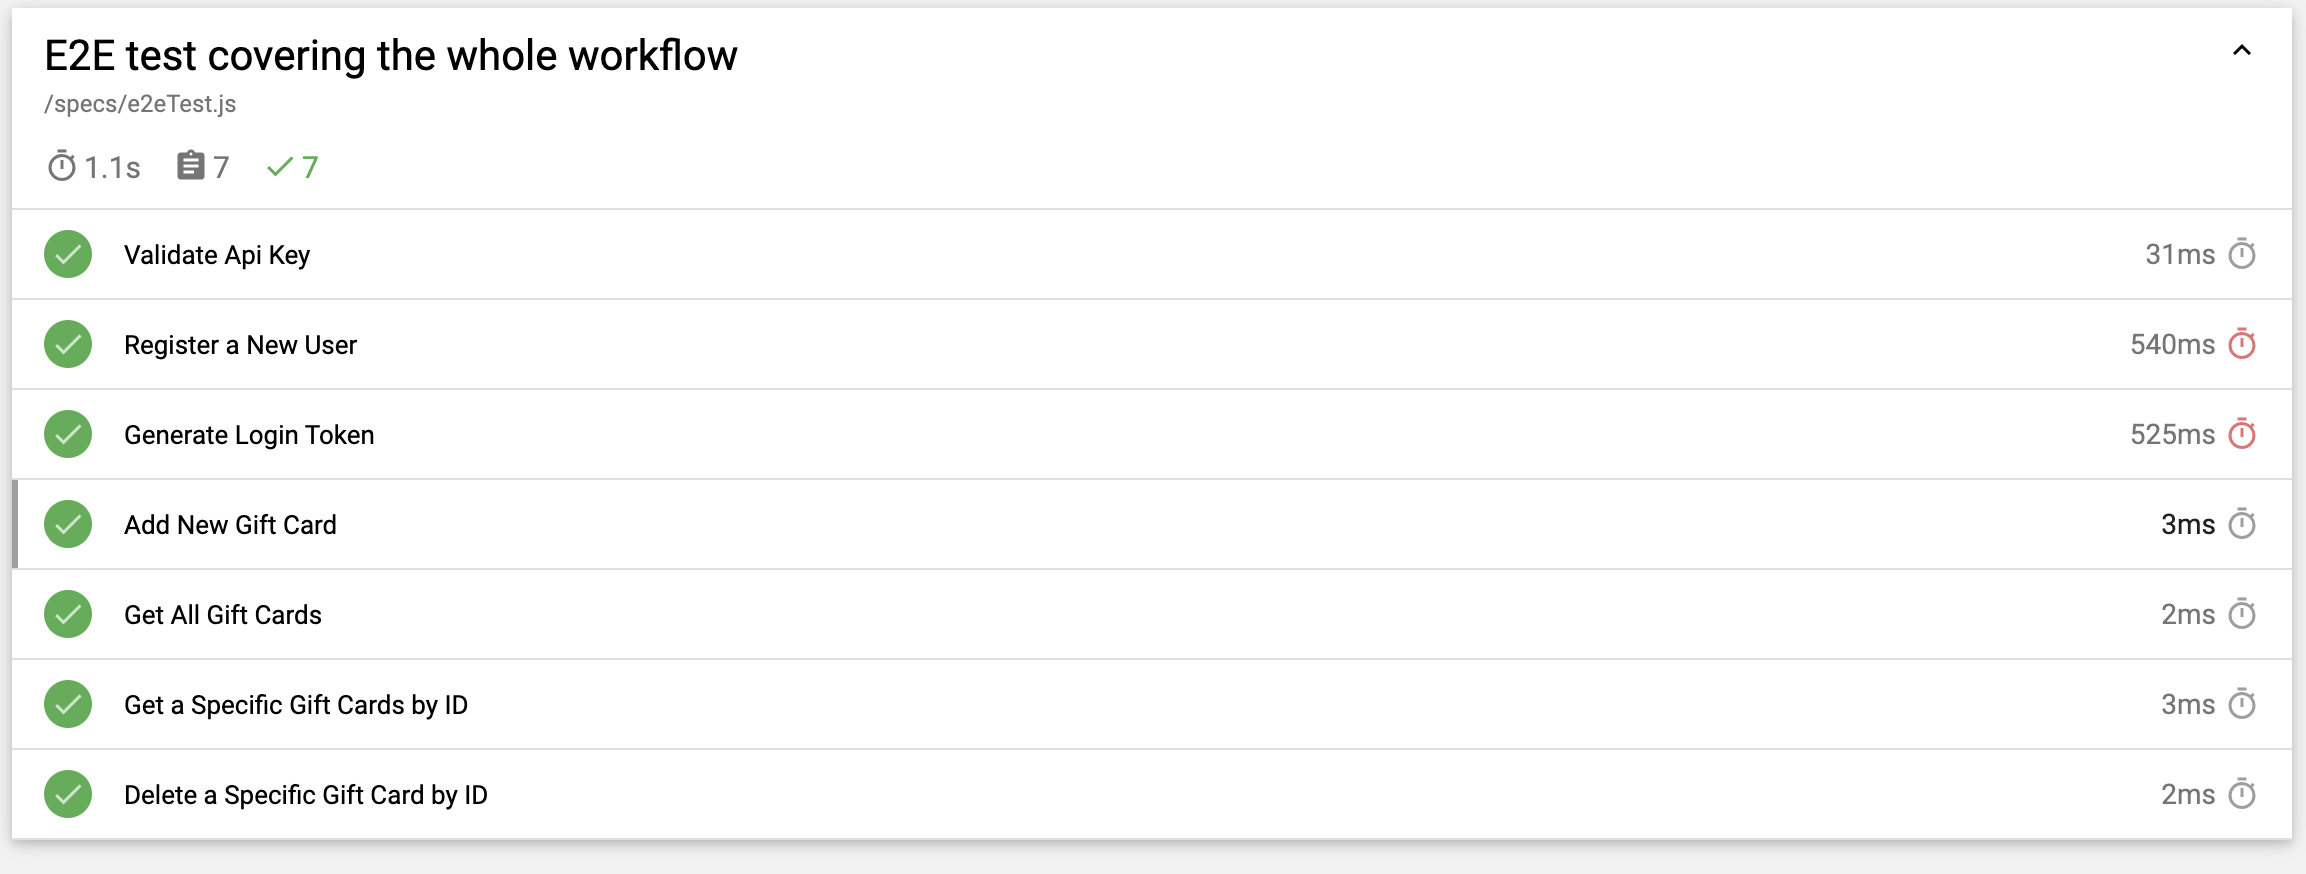 E2E test covering the whole workflow
/specs/e2eTest.js
1.1s 7 7
Validate Api Key 31ms
Register a New User 540ms
Generate Login Token 525ms
Add New Gift Card 3ms
Get All Gift Cards 2ms
Get a Specific Gift Cards by ID 3ms
Delete a Specific Gift Card by ID 2ms